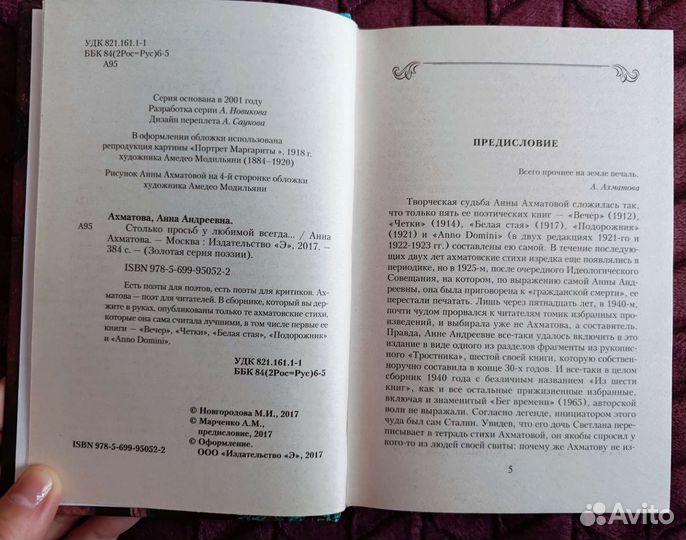 УДК 821.161.1-1
ББК 84(2Рос=Рус)6-5
А95
Серия основана в 2001 году
Разработка серии А. Новикова
Дизайн переплета А. Саукова
В оформлении обложки использована
репродукция картины «Портрет Маргариты ». 1918 г.
художника Амедео Модильяни (1884–1920)
Рисунок Анны Ахматовой на 4-й сторонке обложки
художника Амедео Модильяни
Ахматова, Анна Андреевна.
А95 Столько просьб у любимой всегда... / Анна
Ахматова. — Москва : Издательство «Э», 2017. —
384 с. — (Золотая серия поэзии).
ISBN 978-5-699-95052-2
Есть поэты для поэтов, есть поэты для критиков. Ах-
матова — поэт для читателей. В сборнике, который вы дер-
жите в руках, опубликованы только те ахматовские стихи,
которые она сама считала лучшими, в том числе первые ее
книги — «Вечер», «Четки», «Белая стая», «Подорожник»
и «Anno Domini».
УДК 821.161.1-1
ББК 84(2Рос=Рус)6-5
© Новгородова М.И., 2017
© Марченко А.М.,
предисловие, 2017
© Оформление.
ООО «Издательство «Э», 2017
ISBN 978-5-699-95052-2
ПРЕДИСЛОВИЕ
Всего прочнее на земле печаль.
А. Ахматова
Творческая судьба Анны Ахматовой сложилась так,
что только пять ее поэтических книг — «Вечер» (1912),
«Четки» (1914), «Белая стая» (1917), «Подорожник»
(1921) и «Anno Domini» (в двух редакциях 1921-го и
1922-1923 гг.) составлены ею самой. В течение последую-
щих двух лет ахматовские стихи изредка еще появлялись в
периодике, но в 1925-м, после очередного Идеологического
Совещания, на котором, по выражению самой Анны Андре-
евны, она была приговорена к «гражданской смерти», ее
перестали печатать. Лишь через пятнадцать лет, в 1940-м,
почти чудом прорвался к читателям томик избранных про-
изведений, и выбирала уже не Ахматова, а составитель.
Правда, Анне Андреевне все-таки удалось включить в это
издание в виде одного из разделов фрагменты из рукописно-
го «Тростника», шестой своей книги, которую собствен-
норучно составила в конце 30-х годов. И все-таки в целом
сборник 1940 года с безличным названием «Из шести
книг», как и все остальные прижизненные избранные,
включая и знаменитый «Бег времени» (1965), авторской
воли не выражали. Согласно легенде, инициатором этого
чуда был сам Сталин. Увидев, что его дочь Светлана пере-
писывает в тетрадь стихи Ахматовой, он якобы спросил у
кого-то из людей своей свиты: почему же Ахматову не из-
5
Avito